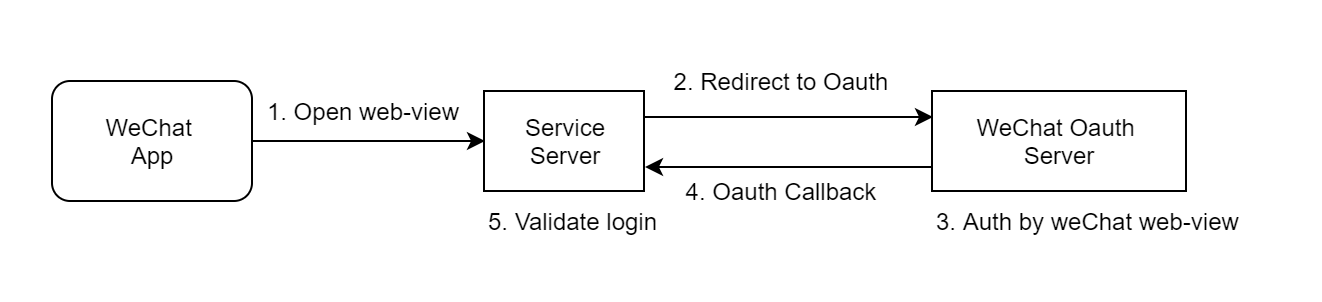 WeChat
App
1. Open web-view
Service
Server
2. Redirect to Oauth
WeChat Oauth
Server
3. Auth by weChat web-view
4. Oauth Callback
5. Validate login